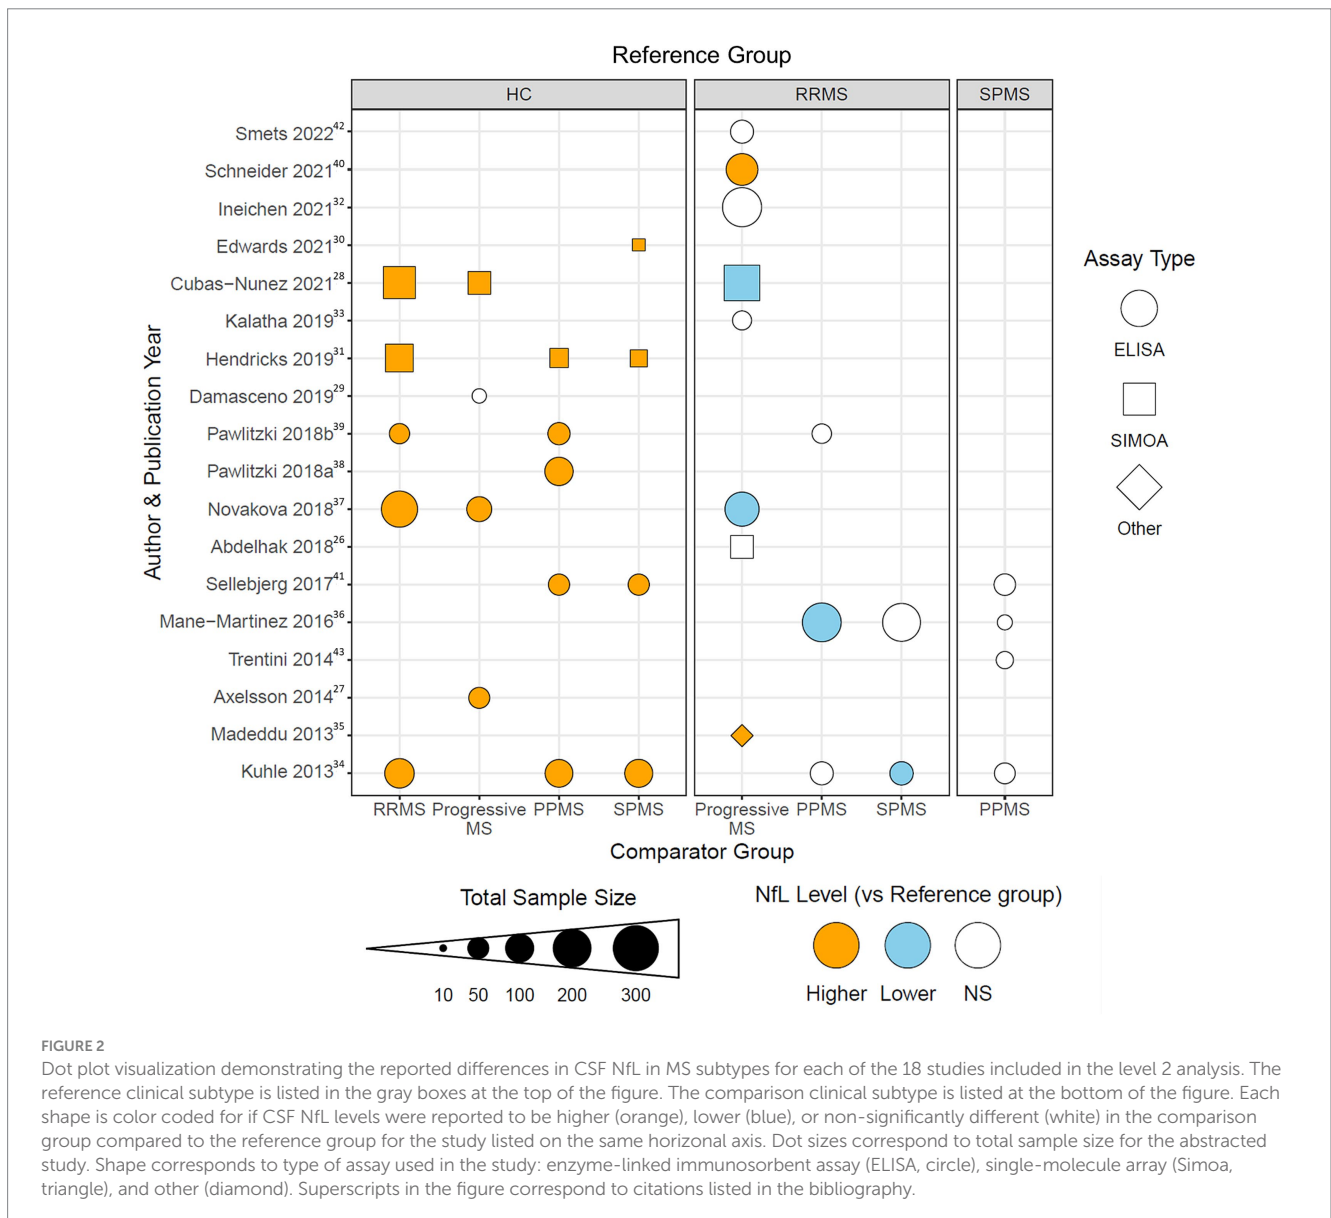 Reference Group
HC
RRMS
SPMS
Author & Publication Year
Smets 2022⁴²
Schneider 2021⁴⁰
Ineichen 2021³²
Edwards 2021³⁰
Cubas−Nunez 2021²⁸
Kalatha 2019³³
Hendricks 2019³¹
Damasceno 2019²⁹
Pawlitzki 2018b³⁹
Pawlitzki 2018a³⁸
Novakova 2018³⁷
Abdelhak 2018²⁶
Sellebjerg 2017⁴¹
Mane−Martinez 2016³⁶
Trentini 2014⁴³
Axelsson 2014²⁷
Madeddu 2013³⁵
Kuhle 2013³⁴
RRMS Progressive PPMS SPMS
MS
Progressive PPMS SPMS
MS
PPMS
Comparator Group
Assay Type
ELISA
SIMOA
Other
Total Sample Size
10 50 100 200 300
NfL Level (vs Reference group)
Higher Lower NS
FIGURE 2
Dot plot visualization demonstrating the reported differences in CSF NfL in MS subtypes for each of the 18 studies included in the level 2 analysis. The
reference clinical subtype is listed in the gray boxes at the top of the figure. The comparison clinical subtype is listed at the bottom of the figure. Each
shape is color coded for if CSF NfL levels were reported to be higher (orange), lower (blue), or non-significantly different (white) in the comparison
group compared to the reference group for the study listed on the same horizonal axis. Dot sizes correspond to total sample size for the abstracted
study. Shape corresponds to type of assay used in the study: enzyme-linked immunosorbent assay (ELISA, circle), single-molecule array (Simoa,
triangle), and other (diamond). Superscripts in the figure correspond to citations listed in the bibliography.